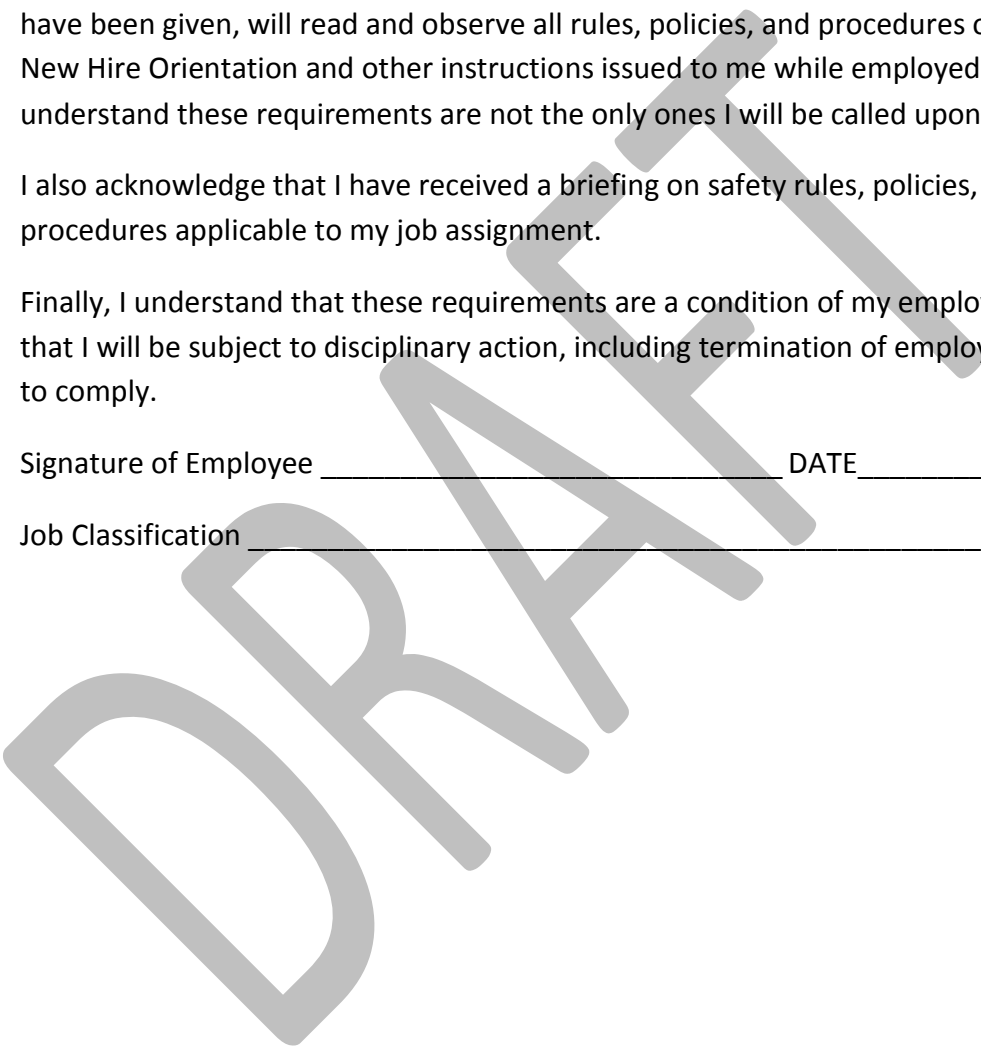 have been given, will read and observe all rules, policies, and procedures
New Hire Orientation and other instructions issued to me while employed
understand these requirements are not the only ones I will be called upon
I also acknowledge that I have received a briefing on safety rules, policies,
procedures applicable to my job assignment.
Finally, I understand that these requirements are a condition of my
that I will be subject to disciplinary action, including termination of
to comply.
Signature of Employee _____________________________ DATE________
Job Classification ______________________________________________
DRAFT